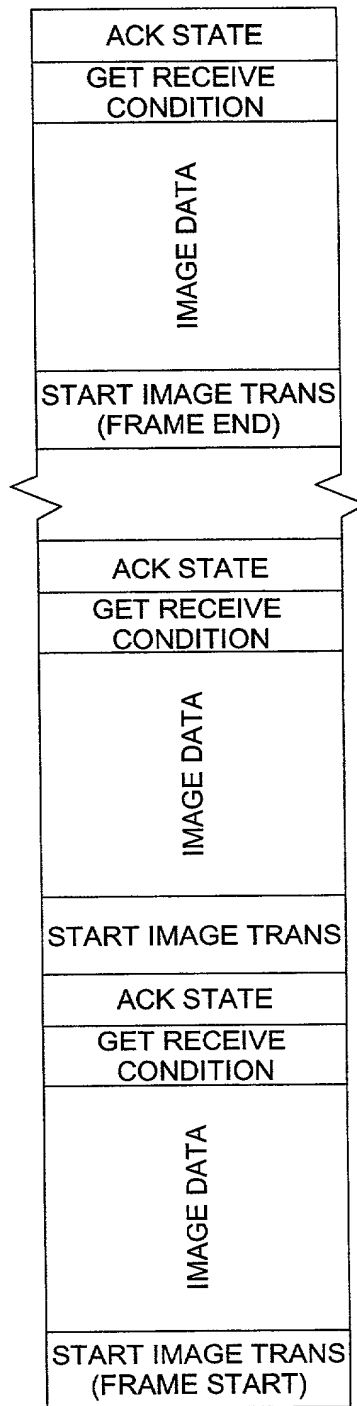 ACK STATE
GET RECEIVE
CONDITION
IMAGE DATA
START IMAGE TRANS
(FRAME END)
ACK STATE
GET RECEIVE
CONDITION
IMAGE DATA
START IMAGE TRANS
ACK STATE
GET RECEIVE
CONDITION
IMAGE DATA
START IMAGE TRANS
(FRAME START)